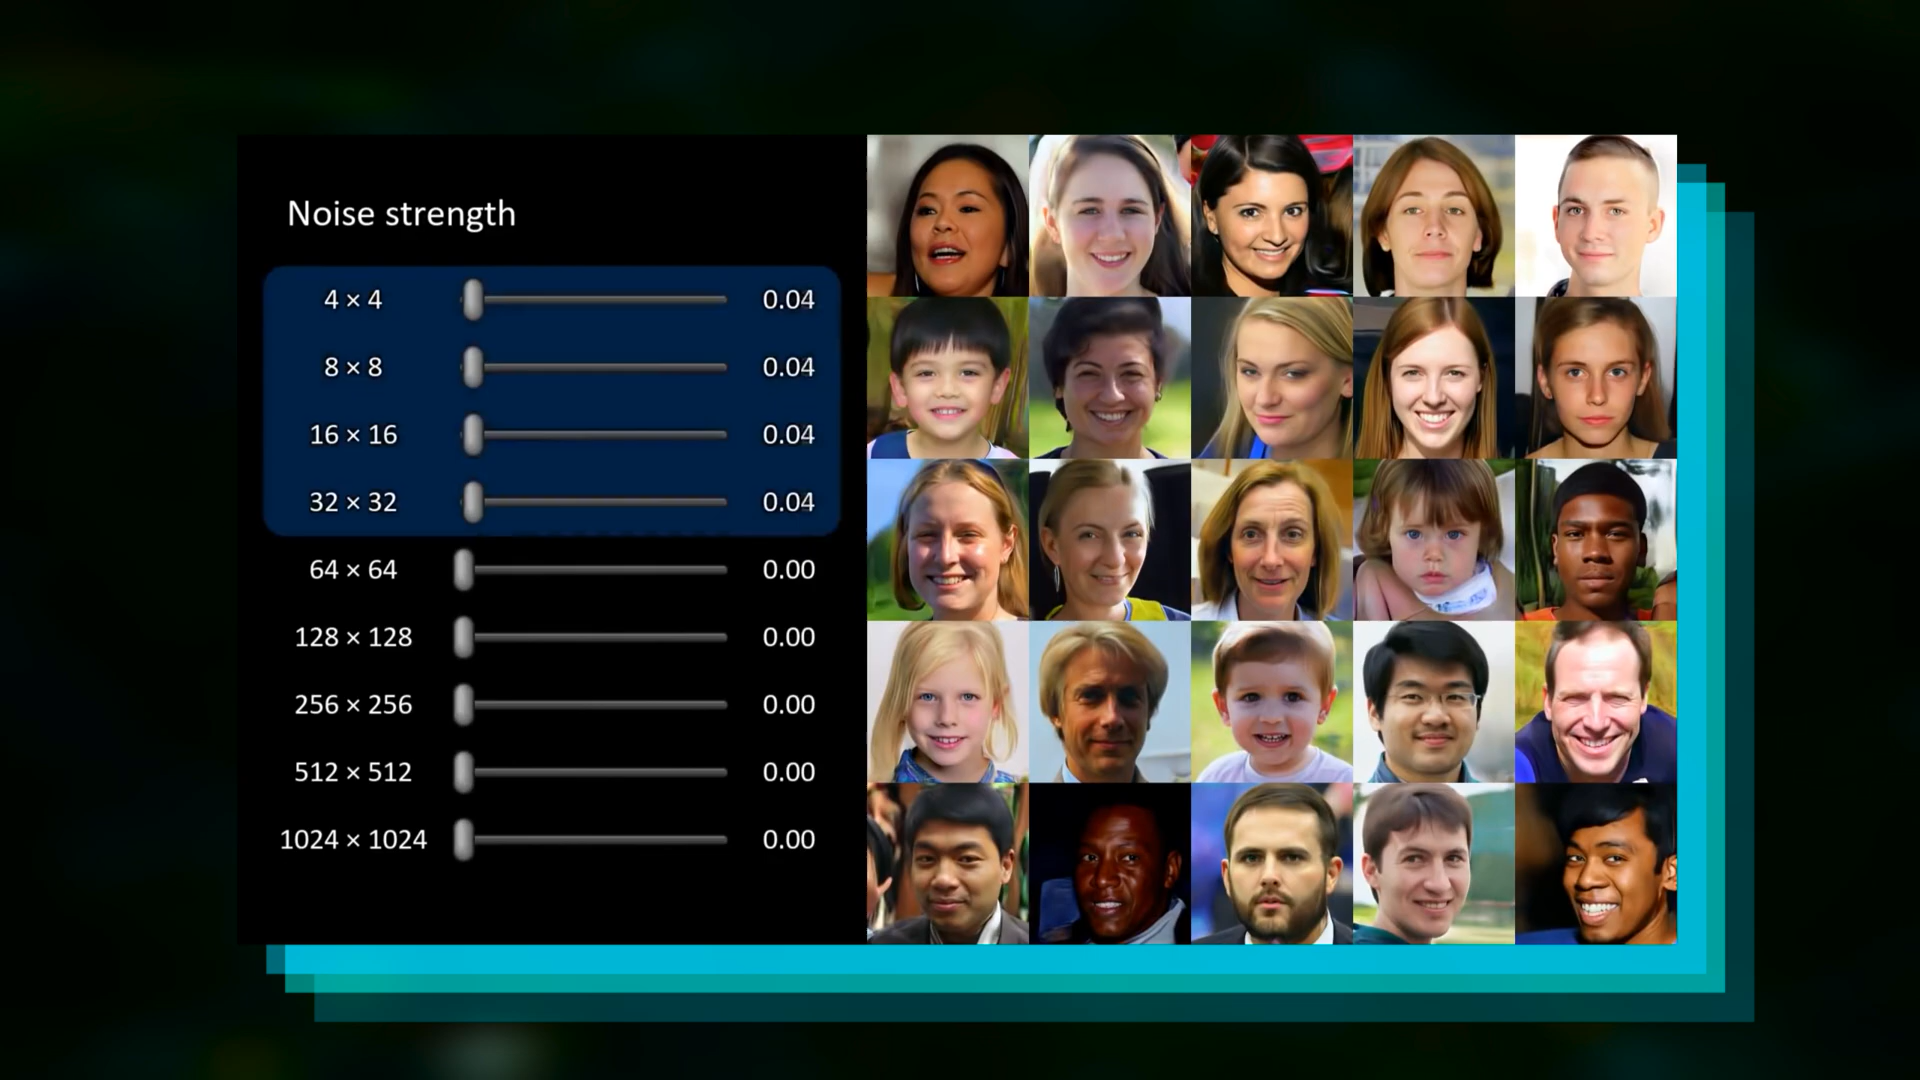 Noise strength
4 × 4 0.04
8 × 8 0.04
16 × 16 0.04
32 × 32 0.04
64 × 64 0.00
128 × 128 0.00
256 × 256 0.00
512 × 512 0.00
1024 × 1024 0.00